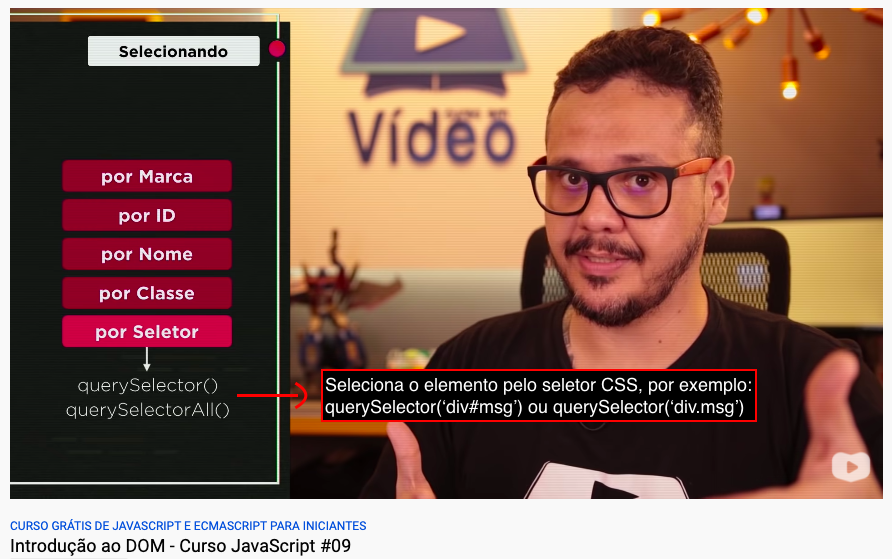 Selecionando
por Marca
por ID
por Nome
por Classe
por Seletor
querySelector()
querySelectorAll()
CURSO EM
Vídeo
Seleciona o elemento pelo seletor CSS, por exemplo:
querySelector(‘div#msg’) ou querySelector(‘div.msg’)
CURSO GRÁTIS DE JAVASCRIPT E ECMASCRIPT PARA INICIANTES
Introdução ao DOM - Curso JavaScript #09